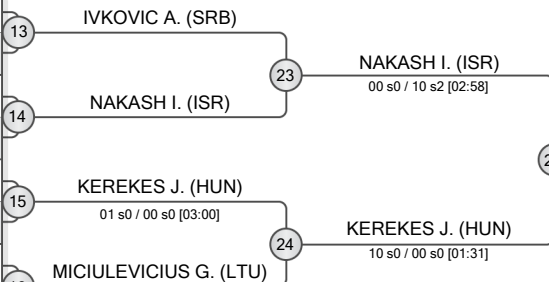 13
IVKOVIC A. (SRB)
23
NAKASH I. (ISR)
00 s0 / 10 s2 [02:58]
14
NAKASH I. (ISR)
15
KEREKES J. (HUN)
01 s0 / 00 s0 [03:00]
24
KEREKES J. (HUN)
10 s0 / 00 s0 [01:31]
MICIULEVICIUS G. (LTU)